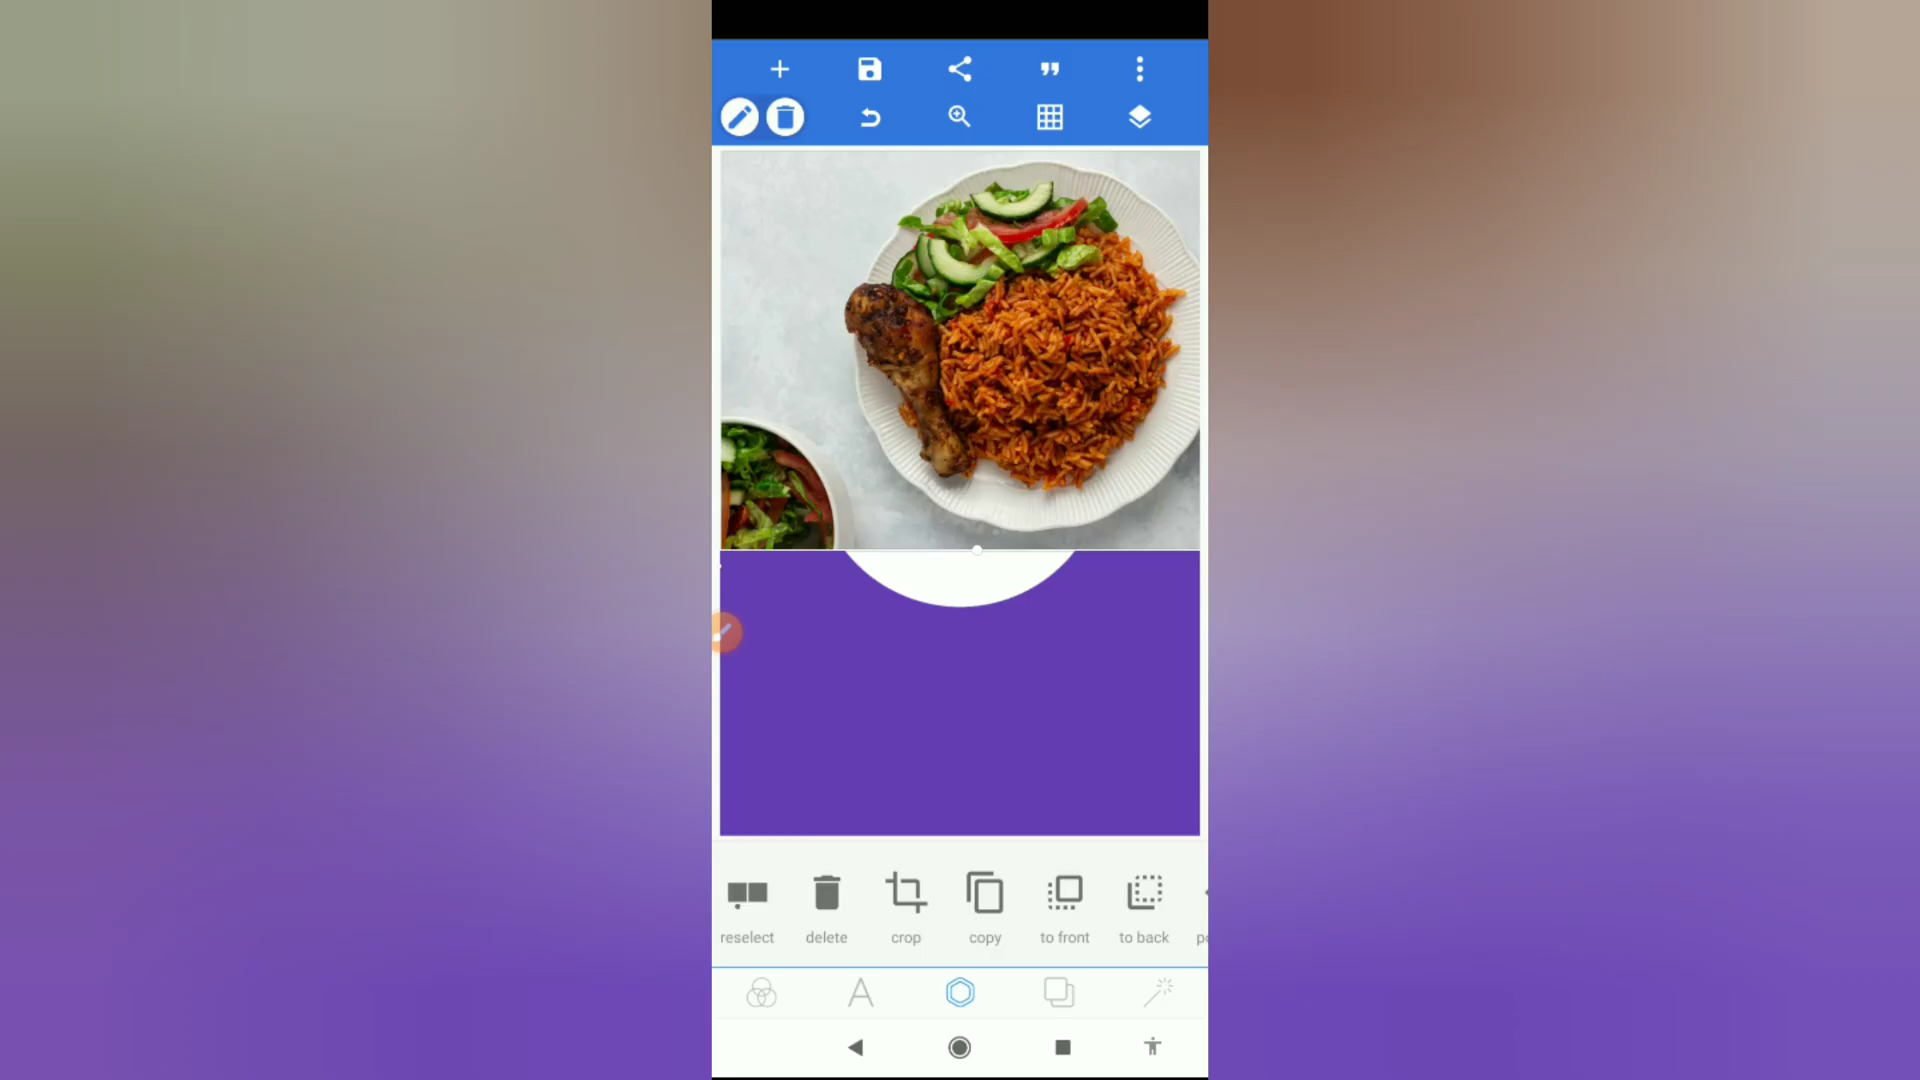 reselect
delete
crop
copy
to front
to back